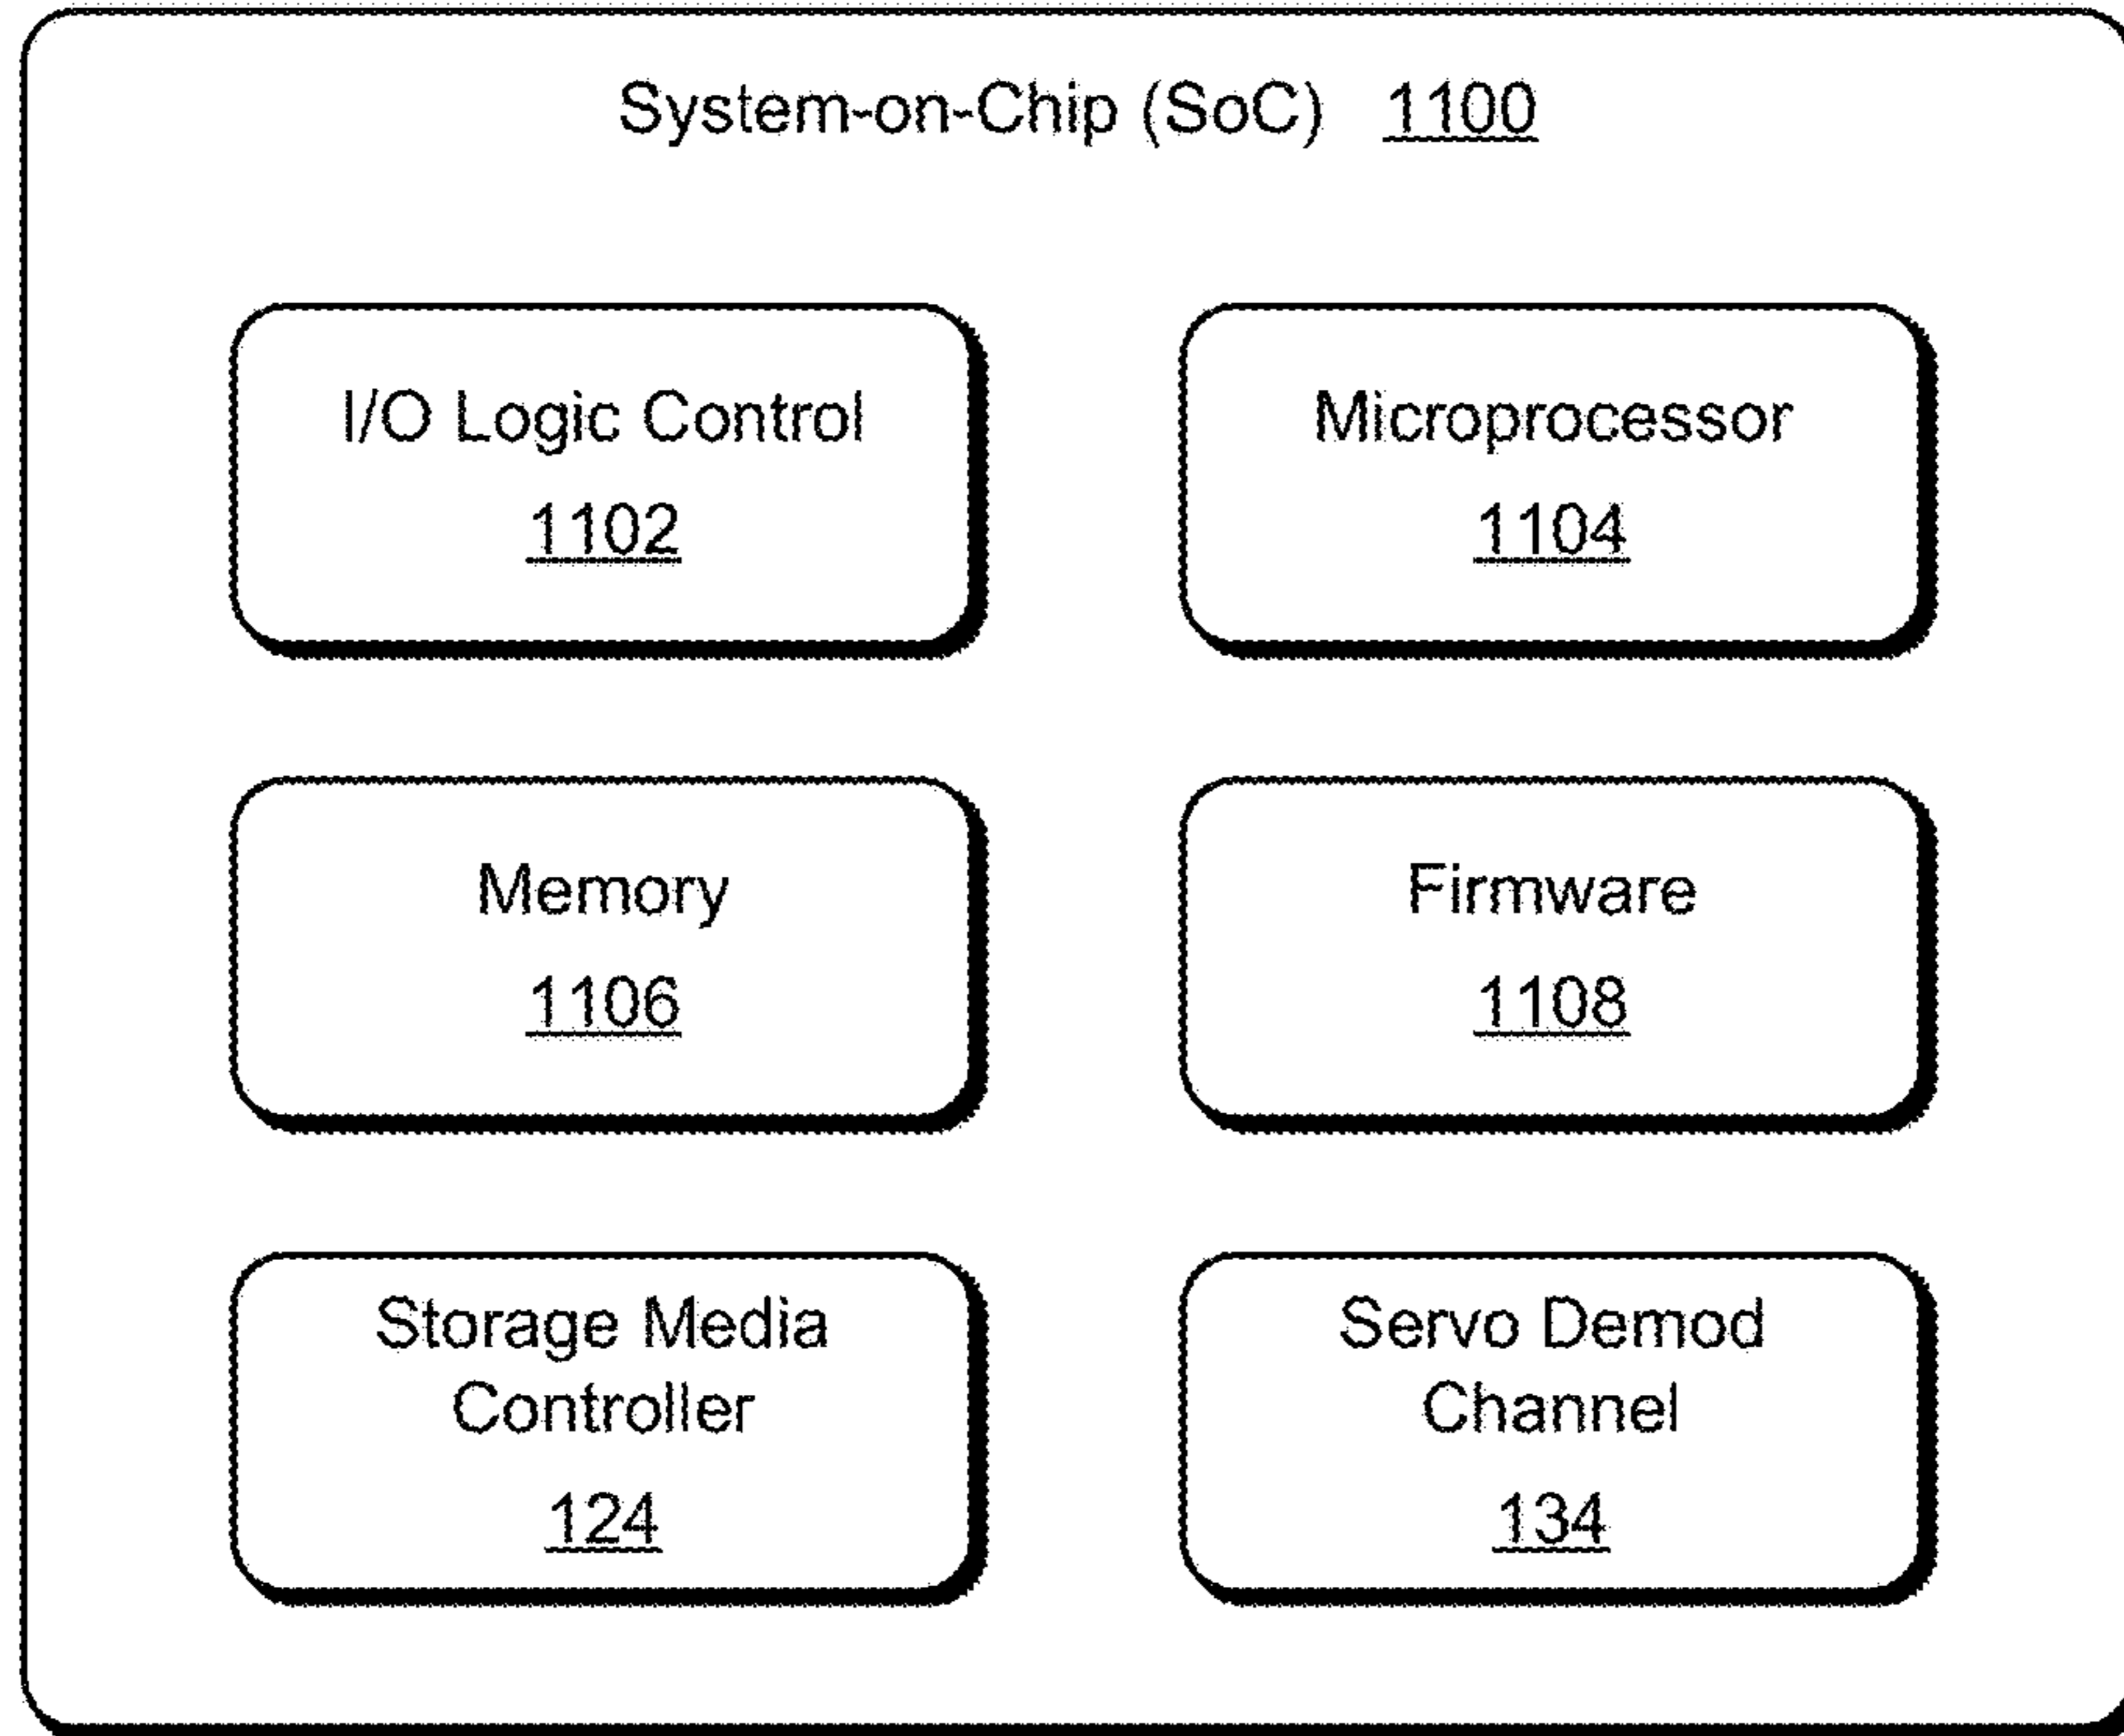 System-on-Chip (SoC) 1100
I/O Logic Control
1102
Microprocessor
1104
Memory
1106
Firmware
1108
Storage Media
Controller
124
Servo Demod
Channel
134